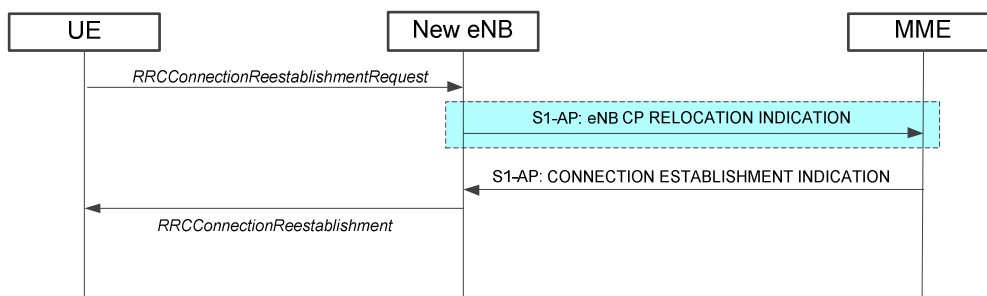 UE
New eNB
MME
RRCConnectionReestablishmentRequest
S1-AP: eNB CP RELOCATION INDICATION
S1-AP: CONNECTION ESTABLISHMENT INDICATION
RRCConnectionReestablishment